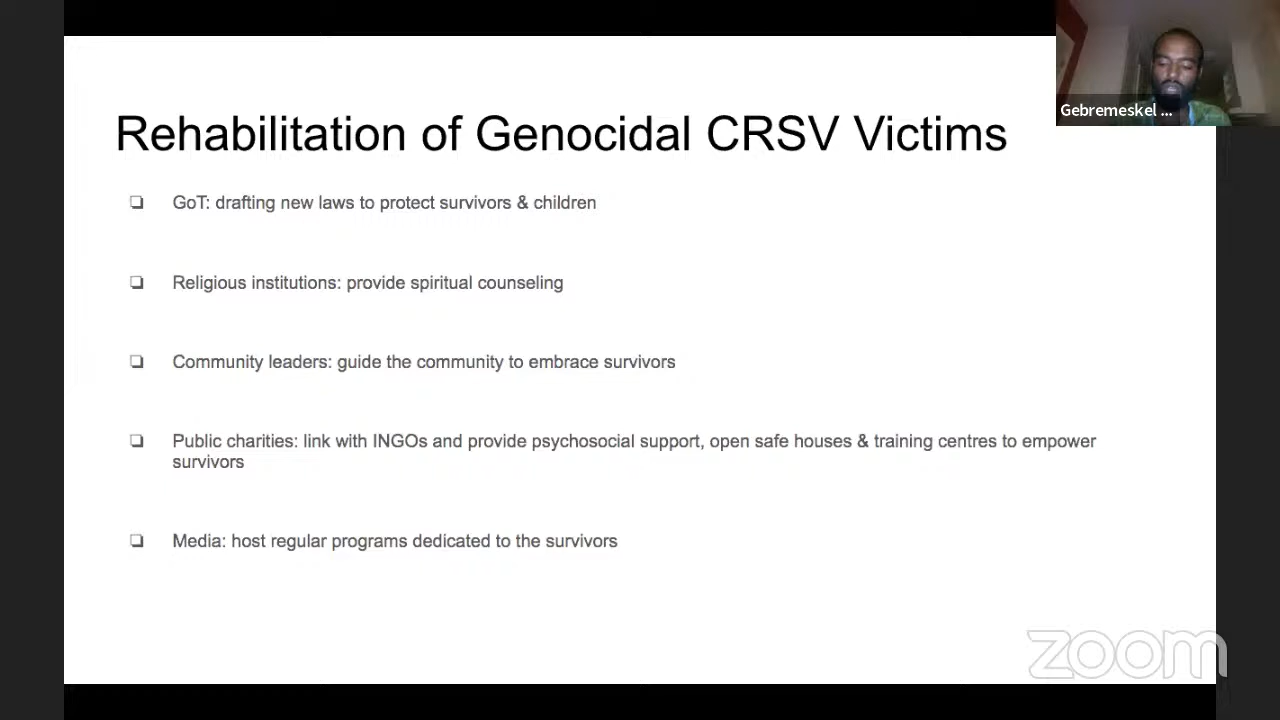 Rehabilitation of Genocidal CRSV Victims
Gebremeskel ...
GoT: drafting new laws to protect survivors & children
Religious institutions: provide spiritual counseling
Community leaders: guide the community to embrace survivors
Public charities: link with INGOs and provide psychosocial support, open safe houses & training centres to empower
survivors
Media: host regular programs dedicated to the survivors
zoom